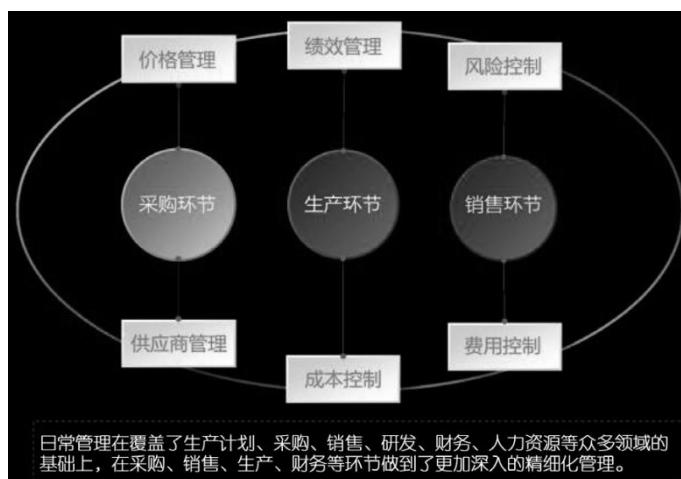 价格管理
绩效管理
风险控制
采购环节
生产环节
销售环节
供应商管理
成本控制
费用控制
日常管理在覆盖了生产计划、采购、销售、研发、财务、人力资源等众多领域的
基础上，在采购、销售、生产、财务等环节做到了更加深入的精细化管理。